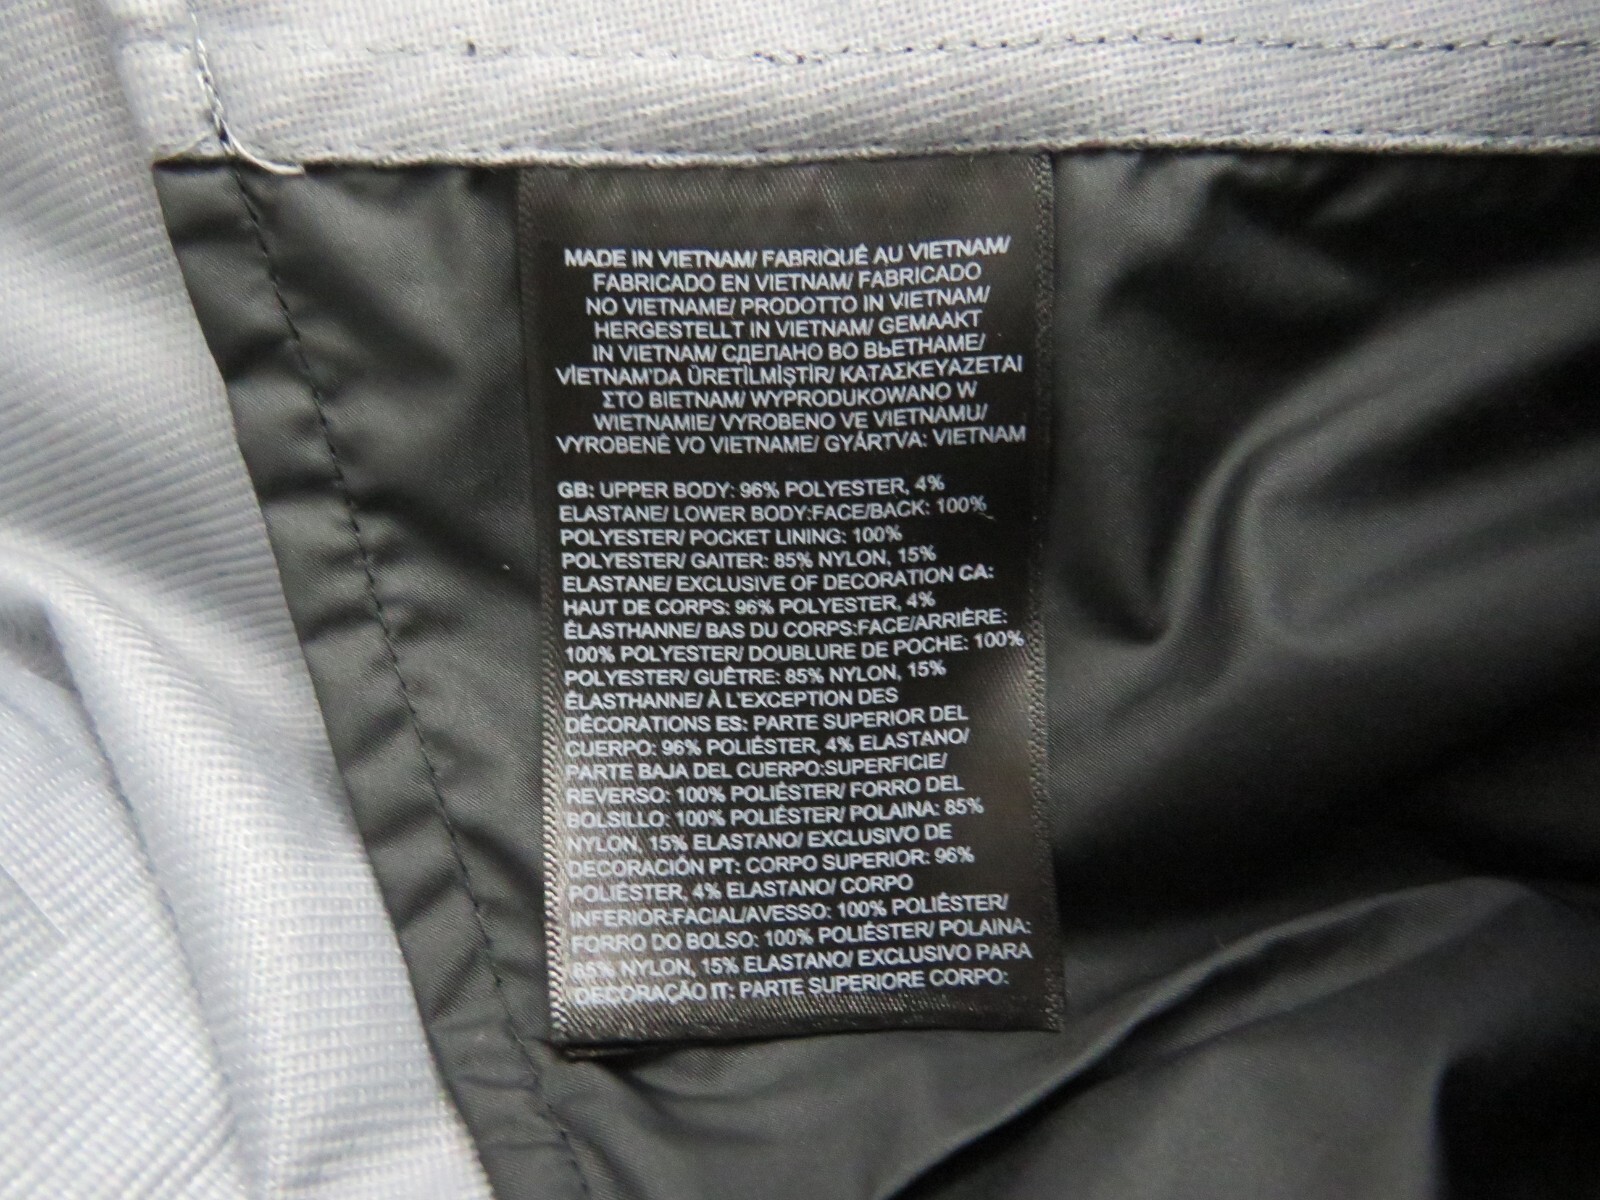 MADE IN VIETNAM/ FABRIQUÉ AU VIETNAM/
FABRICADO EN VIETNAM/ FABRICADO
NO VIETNAME/ PRODOTTO IN VIETNAM/
HERGESTELLT IN VIETNAM/ GEMAAKT
IN VIETNAM/ СДЕЛАНО ВО ВЬЕТНАМЕ/
VİETNAM'DA ÜRETİLMİŞTİR/ ΚΑΤΑΣΚΕΥΑΖΕΤΑΙ
ΣΤΟ ΒΙΕΤΝΑΜ/ WYPRODUKOWANO W
WIETNAMIE/ VYROBENO VE VIETNAMU/
VYROBENÉ VO VIETNAME/ GYÁRTVA: VIETNAM
GB: UPPER BODY: 96% POLYESTER, 4%
ELASTANE/ LOWER BODY:FACE/BACK: 100%
POLYESTER/ POCKET LINING: 100%
POLYESTER/ GAITER: 85% NYLON, 15%
ELASTANE/ EXCLUSIVE OF DECORATION CA:
HAUT DE CORPS: 96% POLYESTER, 4%
ÉLASTHANNE/ BAS DU CORPS:FACE/ARRIÈRE:
100% POLYESTER/ DOUBLURE DE POCHE: 100%
POLYESTER/ GUÊTRE: 85% NYLON, 15%
ÉLASTHANNE/ À L'EXCEPTION DES
DÉCORATIONS ES: PARTE SUPERIOR DEL
CUERPO: 96% POLIÉSTER, 4% ELASTANO/
PARTE BAJA DEL CUERPO:SUPERFICIE/
REVERSO: 100% POLIÉSTER/ FORRO DEL
BOLSILLO: 100% POLIÉSTER/ POLAINA: 85%
NYLON, 15% ELASTANO/ EXCLUSIVO DE
DECORACIÓN PT: CORPO SUPERIOR: 96%
POLIÉSTER, 4% ELASTANO/ CORPO
INFERIOR:FACIAL/AVESSO: 100% POLIÉSTER/
FORRO DO BOLSO: 100% POLIÉSTER/ POLAINA:
85% NYLON, 15% ELASTANO/ EXCLUSIVO PARA
DECORAÇÃO IT: PARTE SUPERIORE CORPO: